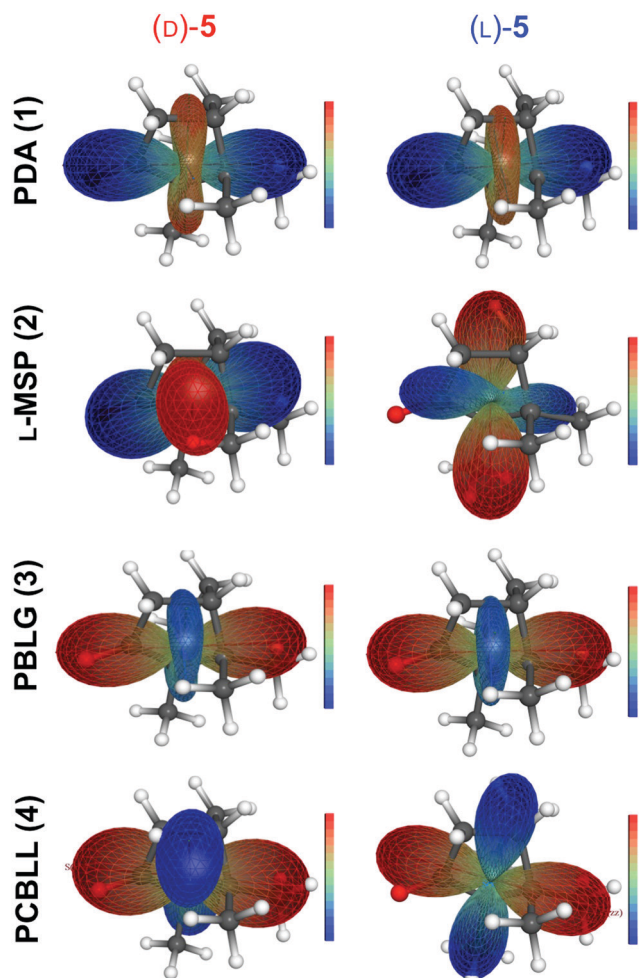 (D)-5
(L)-5
PDA (1)
L-MSP (2)
PBLG (3)
PCBLL (4)